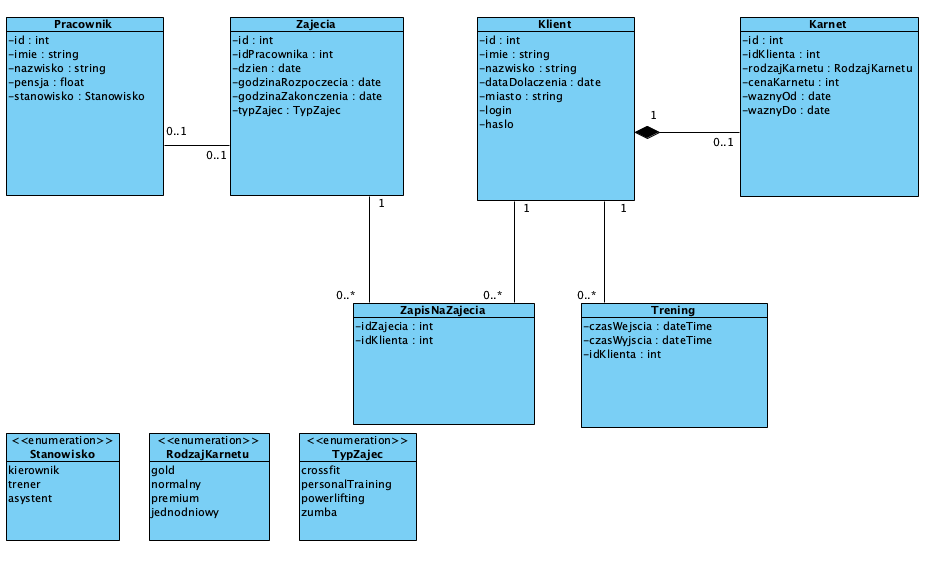 Pracownik
-id : int
-imie : string
-nazwisko : string
-pensja : float
-stanowisko : Stanowisko
Zajecia
-id : int
-idPracownika : int
-dzien : date
-godzinaRozpoczecia : date
-godzinaZakonczenia : date
-typZajec : TypZajec
Klient
-id : int
-imie : string
-nazwisko : string
-dataDolaczenia : date
-miasto : string
-login
-haslo
Karnet
-id : int
-idKlienta : int
-rodzajKarnetu : RodzajKarnetu
-cenaKarnetu : int
-waznyOd : date
-waznyDo : date
0..1
0..1
1
0..1
1
1
1
0..*
0..*
0..*
ZapisNaZajecia
-idZajecia : int
-idKlienta : int
Trening
-czasWejscia : dateTime
-czasWyjscia : dateTime
-idKlienta : int
<<enumeration>>
Stanowisko
kierownik
trener
asystent
<<enumeration>>
RodzajKarnetu
gold
normalny
premium
jednodniowy
<<enumeration>>
TypZajec
crossfit
personalTraining
powerlifting
zumba